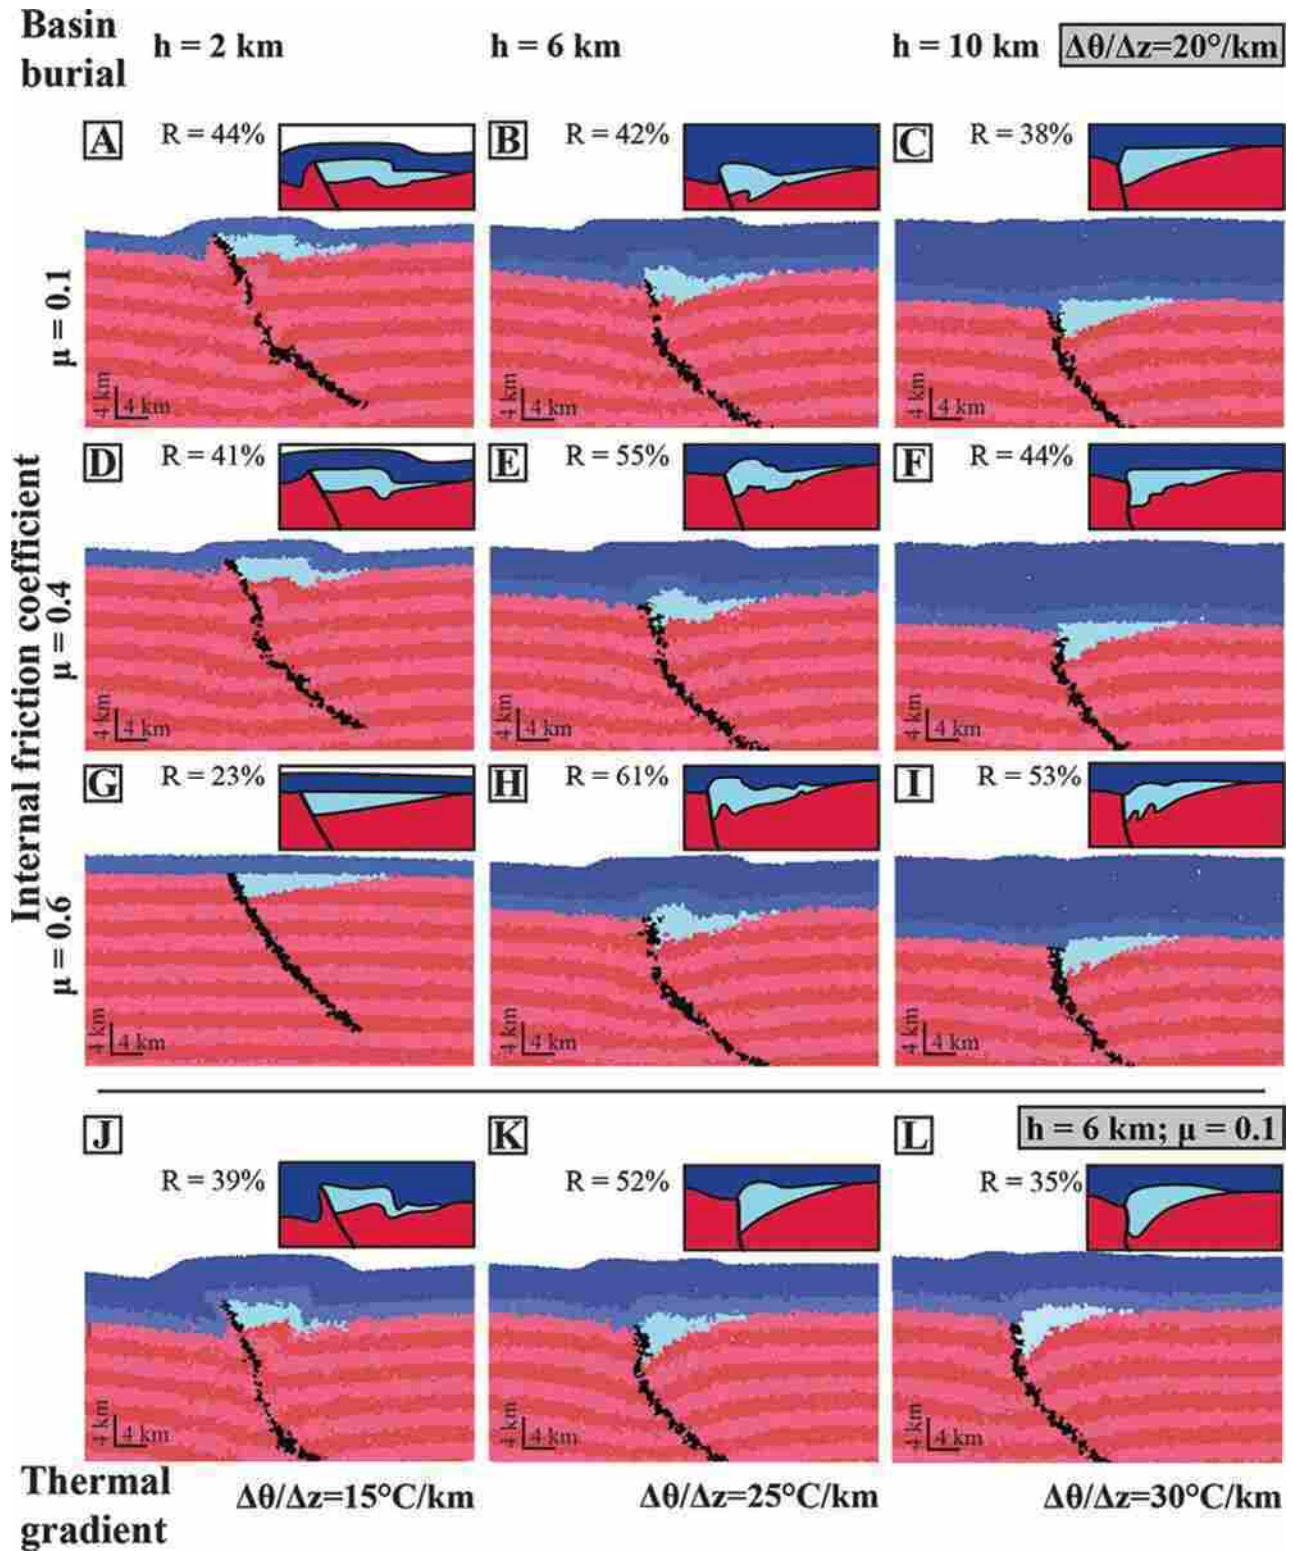 Basin burial
h = 2 km
h = 6 km
h = 10 km
Δθ/Δz=20°/km
A
R = 44%
B
R = 42%
C
R = 38%
μ = 0.1
4 km
4 km
4 km
4 km
4 km
4 km
D
R = 41%
E
R = 55%
F
R = 44%
Internal friction coefficient
μ = 0.4
4 km
4 km
4 km
4 km
4 km
4 km
G
R = 23%
H
R = 61%
I
R = 53%
μ = 0.6
4 km
4 km
4 km
4 km
4 km
4 km
h = 6 km; μ = 0.1
J
R = 39%
K
R = 52%
L
R = 35%
4 km
4 km
4 km
4 km
4 km
4 km
Thermal gradient
Δθ/Δz=15°C/km
Δθ/Δz=25°C/km
Δθ/Δz=30°C/km